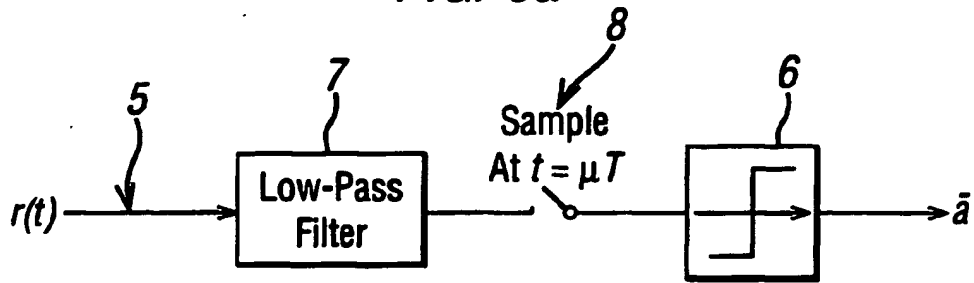 8
7
5
6
Sample
At t = μT
Low-Pass
Filter
r(t)
ā